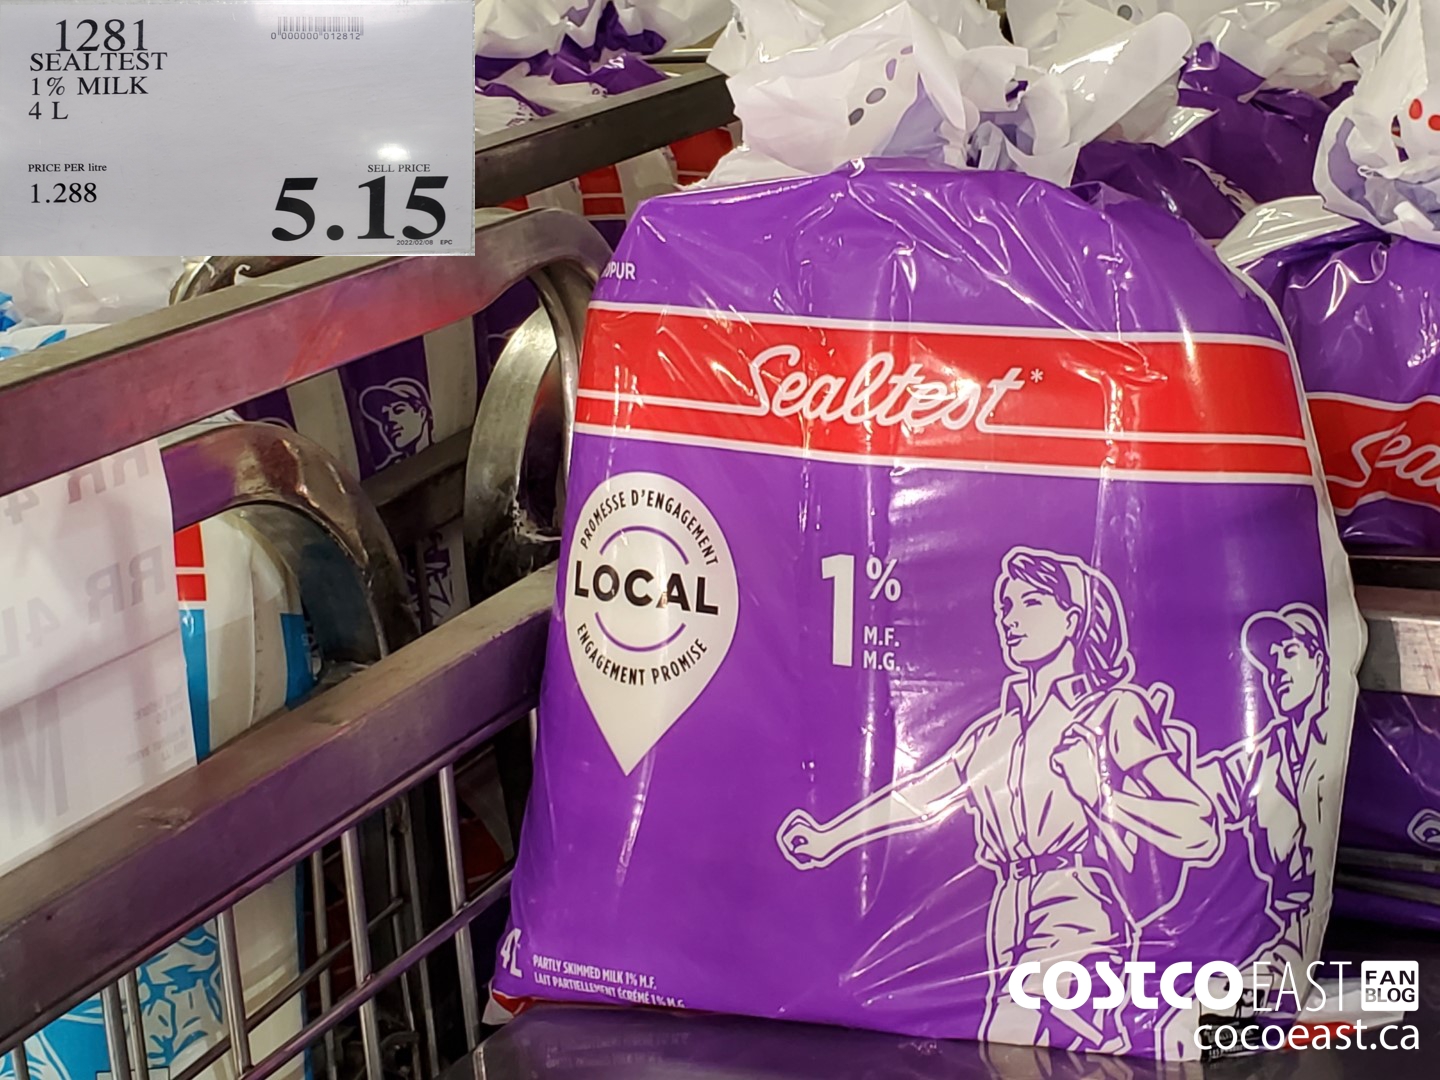 1281
SEALTEST
1% MILK
4 L
0"000000"012812"
PRICE PER litre
1.288
SELL PRICE
5.15
2022/02/08 EPC
Sealtest*
PROMESSE D'ENGAGEMENT
LOCAL
ENGAGEMENT PROMISE
1%
M.F.
M.G.
4L
PARTLY SKIMMED MILK 1% M.F.
LAIT PARTIELLEMENT ÉCRÉMÉ 1% M.G.
COSTCO EAST FAN BLOG
cocoeast.ca